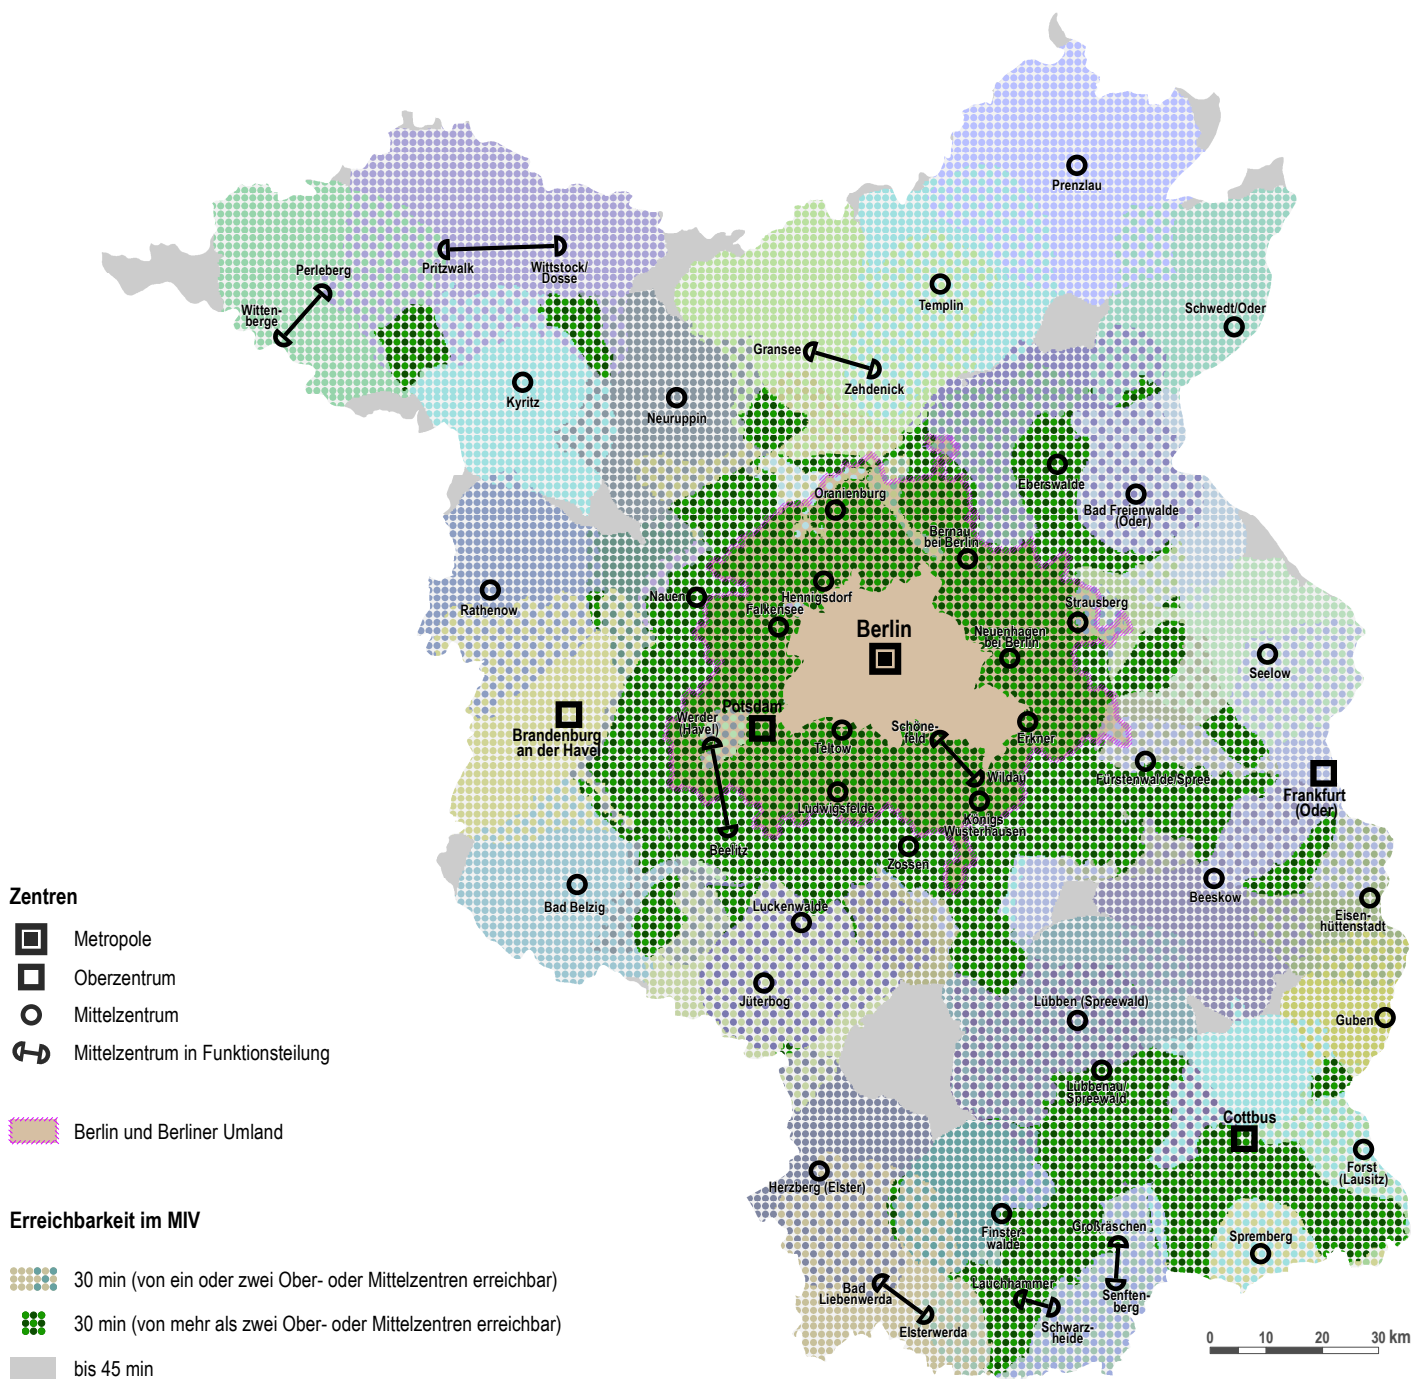 Prenzlau
Perleberg
Pritzwalk
Wittstock/
Dosse
Witten-
berge
Templin
Schwedt/Oder
Gransee
Zehdenick
Kyritz
Neuruppin
Eberswalde
Oranienburg
Bad Freienwalde
(Oder)
Bernau
bei Berlin
Rathenow
Nauen
Hennigsdorf
Falkensee
Strausberg
Berlin
Neuenhagen
bei Berlin
Seelow
Potsdam
Werder
(Havel)
Brandenburg
an der Havel
Teltow
Schöne-
feld
Erkner
Wildau
Fürstenwalde/Spree
Frankfurt
(Oder)
Ludwigsfelde
Königs
Wusterhausen
Beelitz
Zossen
Bad Belzig
Luckenwalde
Beeskow
Eisen-
hüttenstadt
Jüterbog
Lübben (Spreewald)
Guben
Lübbenau/
Spreewald
Cottbus
Forst
(Lausitz)
Herzberg (Elster)
Finster-
walde
Großräschen
Spremberg
Bad
Liebenwerda
Lauchhammer
Senften-
berg
Elsterwerda
Schwarz-
heide
Zentren
Metropole
Oberzentrum
Mittelzentrum
Mittelzentrum in Funktionsteilung
Berlin und Berliner Umland
Erreichbarkeit im MIV
30 min (von ein oder zwei Ober- oder Mittelzentren erreichbar)
30 min (von mehr als zwei Ober- oder Mittelzentren erreichbar)
bis 45 min
0 10 20 30 km